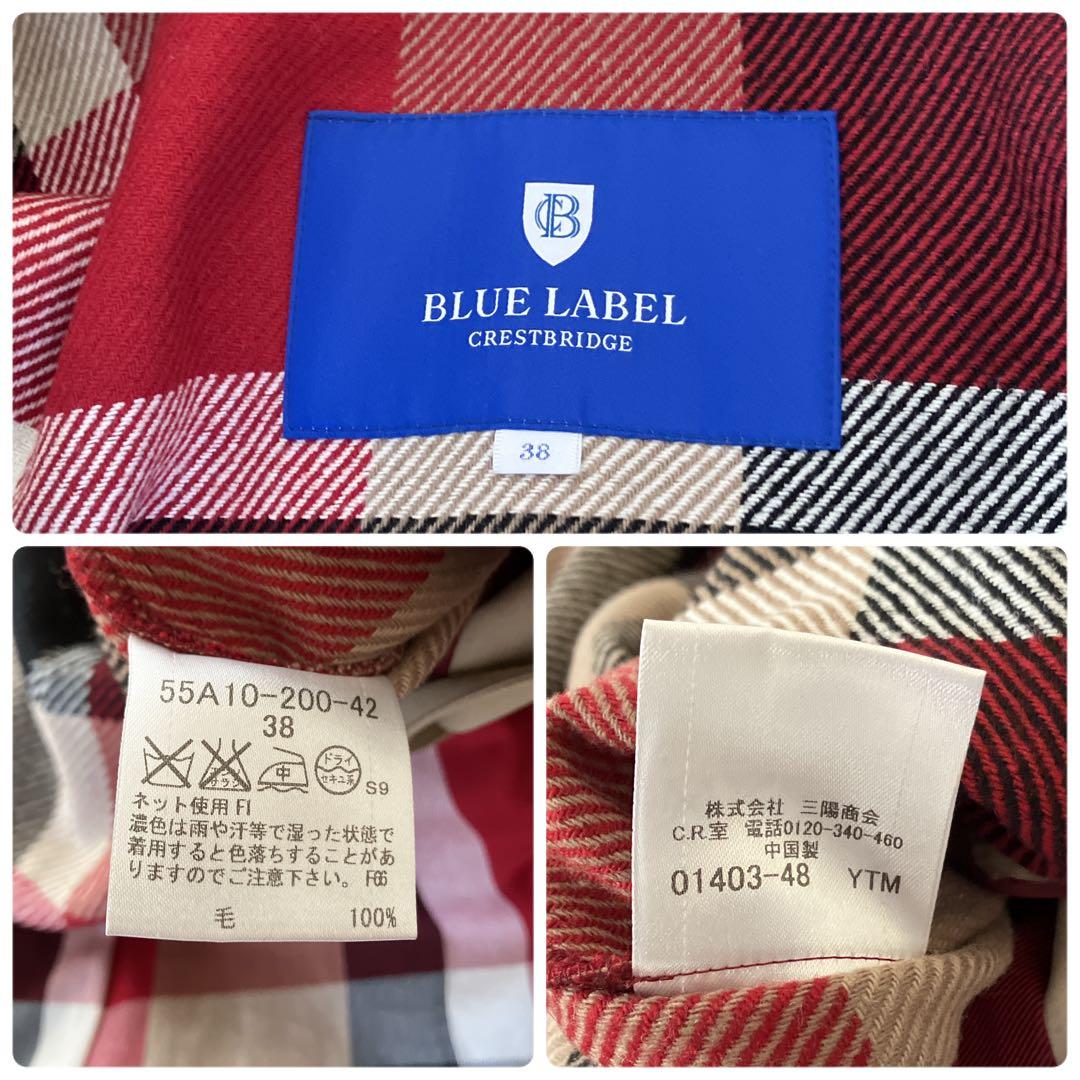 CB
BLUE LABEL
CRESTBRIDGE
38
55A10-200-42
38
中 ドライ セキユ系 S9
ネット使用 FI
濃色は雨や汗等で湿った状態で
着用すると色落ちすることがあ
りますのでご注意下さい。 F66
毛 100%
株式会社 三陽商会
C.R.室 電話0120-340-460
中国製
01403-48 YTM